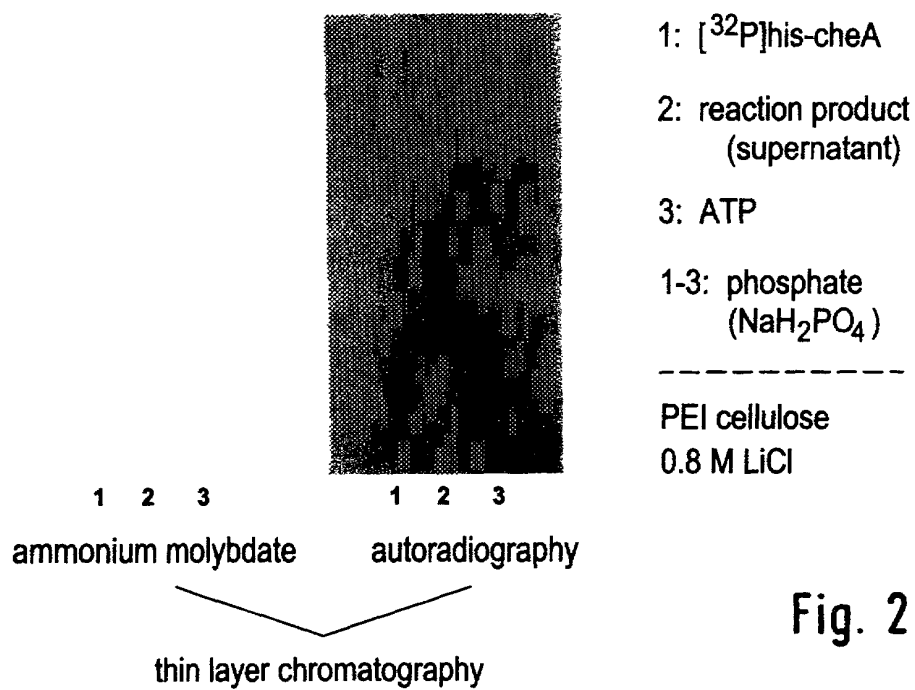 1: [³²P]his-cheA
2: reaction product
(supernatant)
3: ATP
1-3: phosphate
(NaH₂PO₄)
PEI cellulose
0.8 M LiCl
1 2 3
1 2 3
ammonium molybdate
autoradiography
thin layer chromatography
Fig. 2